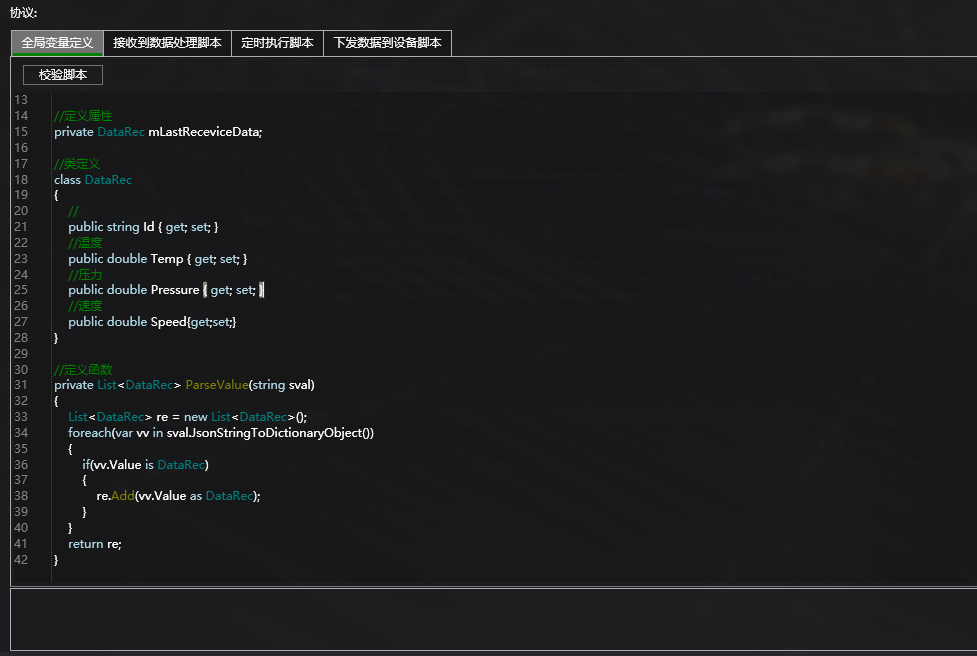 协议:
全局变量定义 接收到数据处理脚本 定时执行脚本 下发数据到设备脚本
校验脚本
13
14 //定义属性
15 private DataRec mLastReceviceData;
16
17 //类定义
18 class DataRec
19 {
20 //
21 public string Id { get; set; }
22 //温度
23 public double Temp { get; set; }
24 //压力
25 public double Pressure { get; set; }
26 //速度
27 public double Speed{get;set;}
28 }
29
30 //定义函数
31 private List<DataRec> ParseValue(string sval)
32 {
33 List<DataRec> re = new List<DataRec>();
34 foreach(var vv in sval.JsonStringToDictionaryObject())
35 {
36 if(vv.Value is DataRec)
37 {
38 re.Add(vv.Value as DataRec);
39 }
40 }
41 return re;
42 }